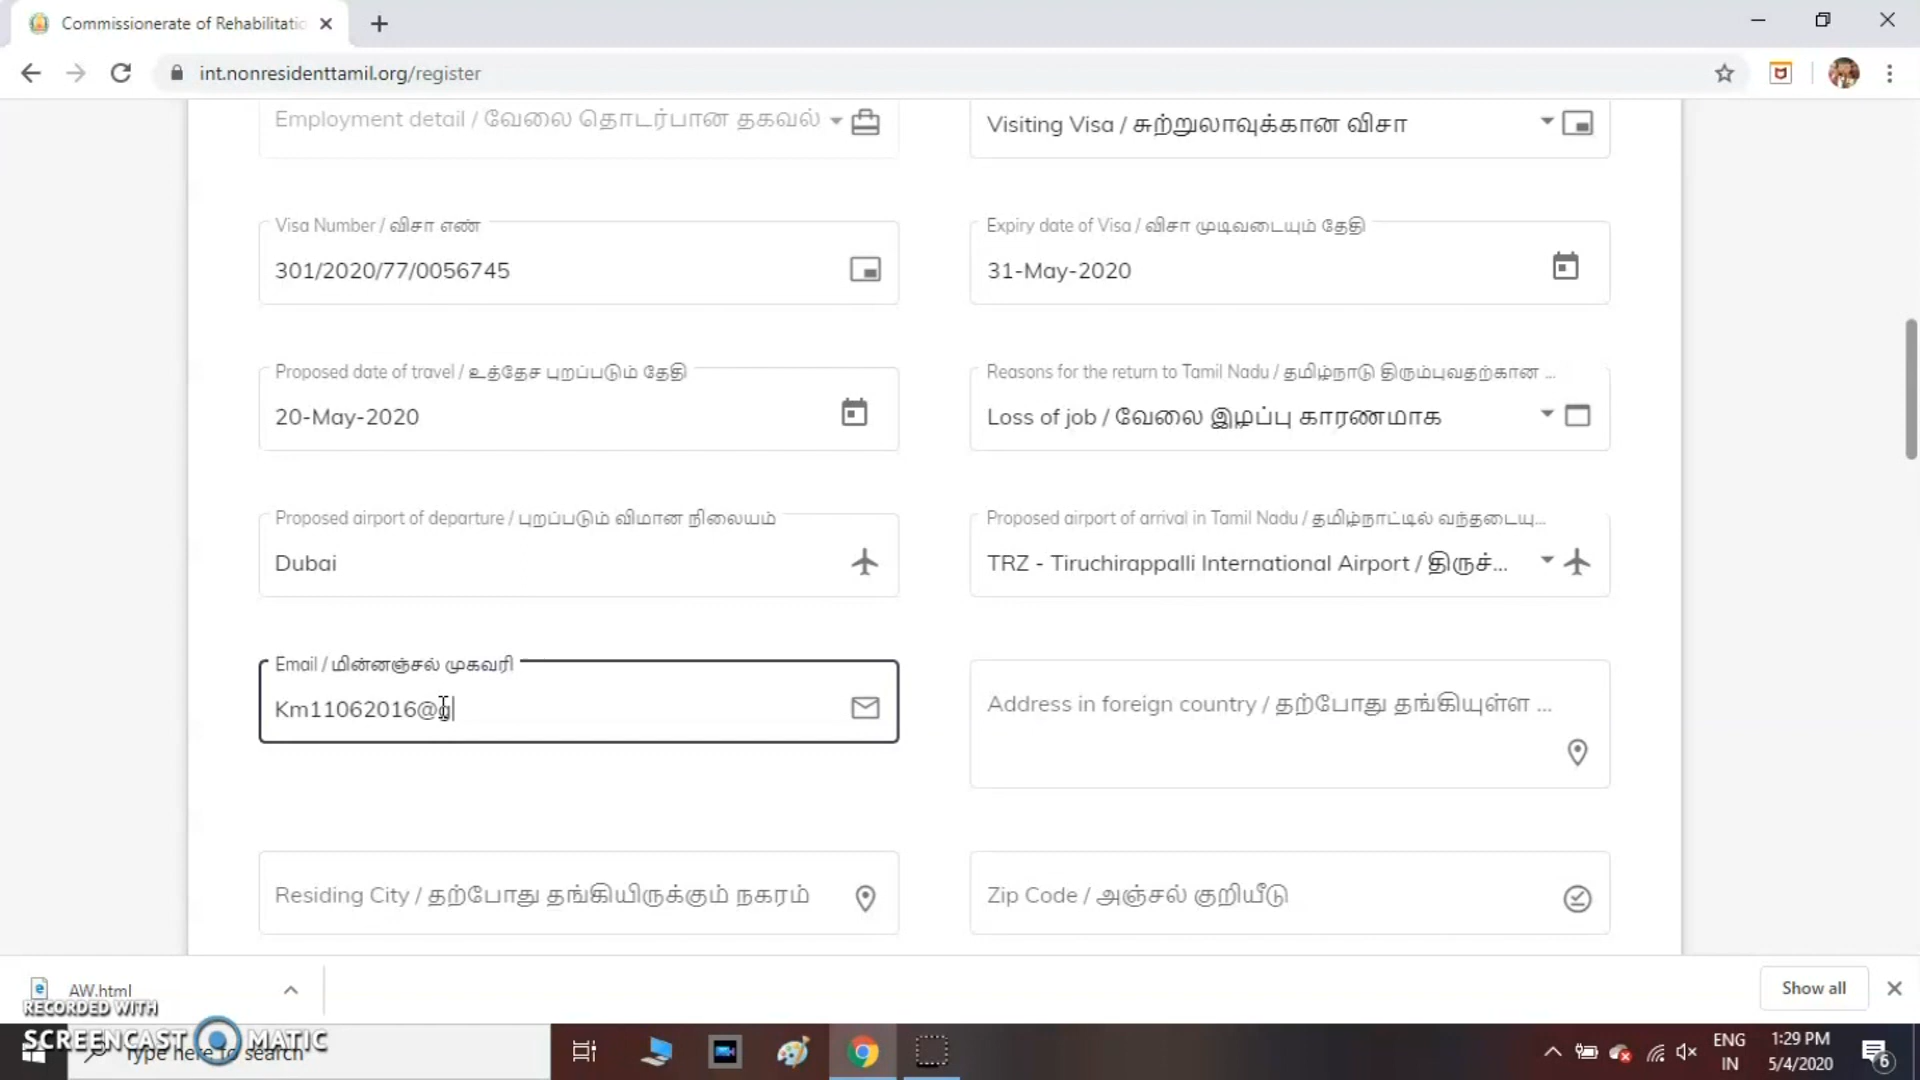 Commissionerate of Rehabilitatio
int.nonresidenttamil.org/register
Employment detail / வேலை தொடர்பான தகவல்
Visiting Visa / சுற்றுலாவுக்கான விசா
Visa Number / விசா எண்
301/2020/77/0056745
Expiry date of Visa / விசா முடிவடையும் தேதி
31-May-2020
Proposed date of travel / உத்தேச புறப்படும் தேதி
20-May-2020
Reasons for the return to Tamil Nadu / தமிழ்நாடு திரும்புவதற்கான ...
Loss of job / வேலை இழப்பு காரணமாக
Proposed airport of departure / புறப்படும் விமான நிலையம்
Dubai
Proposed airport of arrival in Tamil Nadu / தமிழ்நாட்டில் வந்தடையு...
TRZ - Tiruchirappalli International Airport / திருச்...
Email / மின்னஞ்சல் முகவரி
Km11062016@g
Address in foreign country / தற்போது தங்கியுள்ள ...
Residing City / தற்போது தங்கியிருக்கும் நகரம்
Zip Code / அஞ்சல் குறியீடு
AW.html
Show all
RECORDED WITH
SCREENCAST MATIC
Type here to search
ENG
IN
1:29 PM
5/4/2020
6